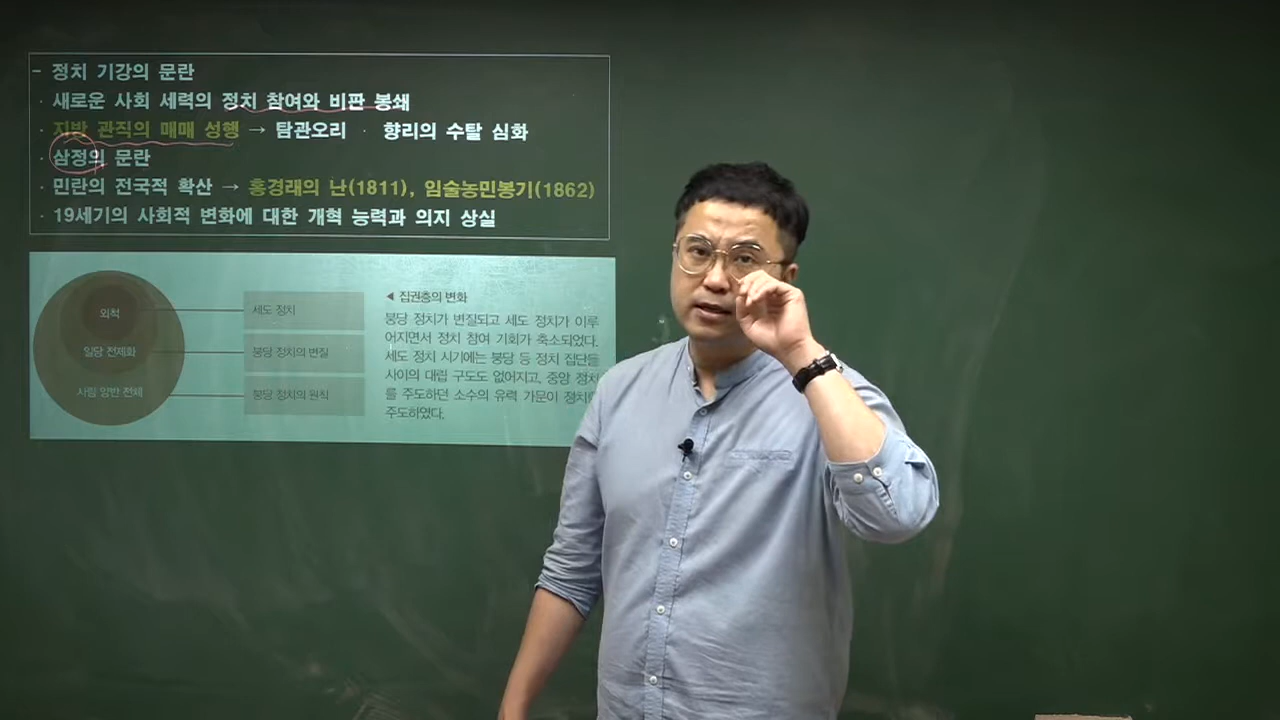 - 정치 기강의 문란
· 새로운 사회 세력의 정치 참여와 비판 봉쇄
· 지방 관직의 매매 성행 → 탐관오리 · 향리의 수탈 심화
· 삼정의 문란
· 민란의 전국적 확산 → 홍경래의 난(1811), 임술농민봉기(1862)
· 19세기의 사회적 변화에 대한 개혁 능력과 의지 상실
외척
일당 전제화
사림 양반 전체
세도 정치
붕당 정치의 변질
붕당 정치의 원칙
◀ 집권층의 변화
붕당 정치가 변질되고 세도 정치가 이루
어지면서 정치 참여 기회가 축소되었다.
세도 정치 시기에는 붕당 등 정치 집단들
사이의 대립 구도도 없어지고, 중앙 정치
를 주도하던 소수의 유력 가문이 정치를
주도하였다.